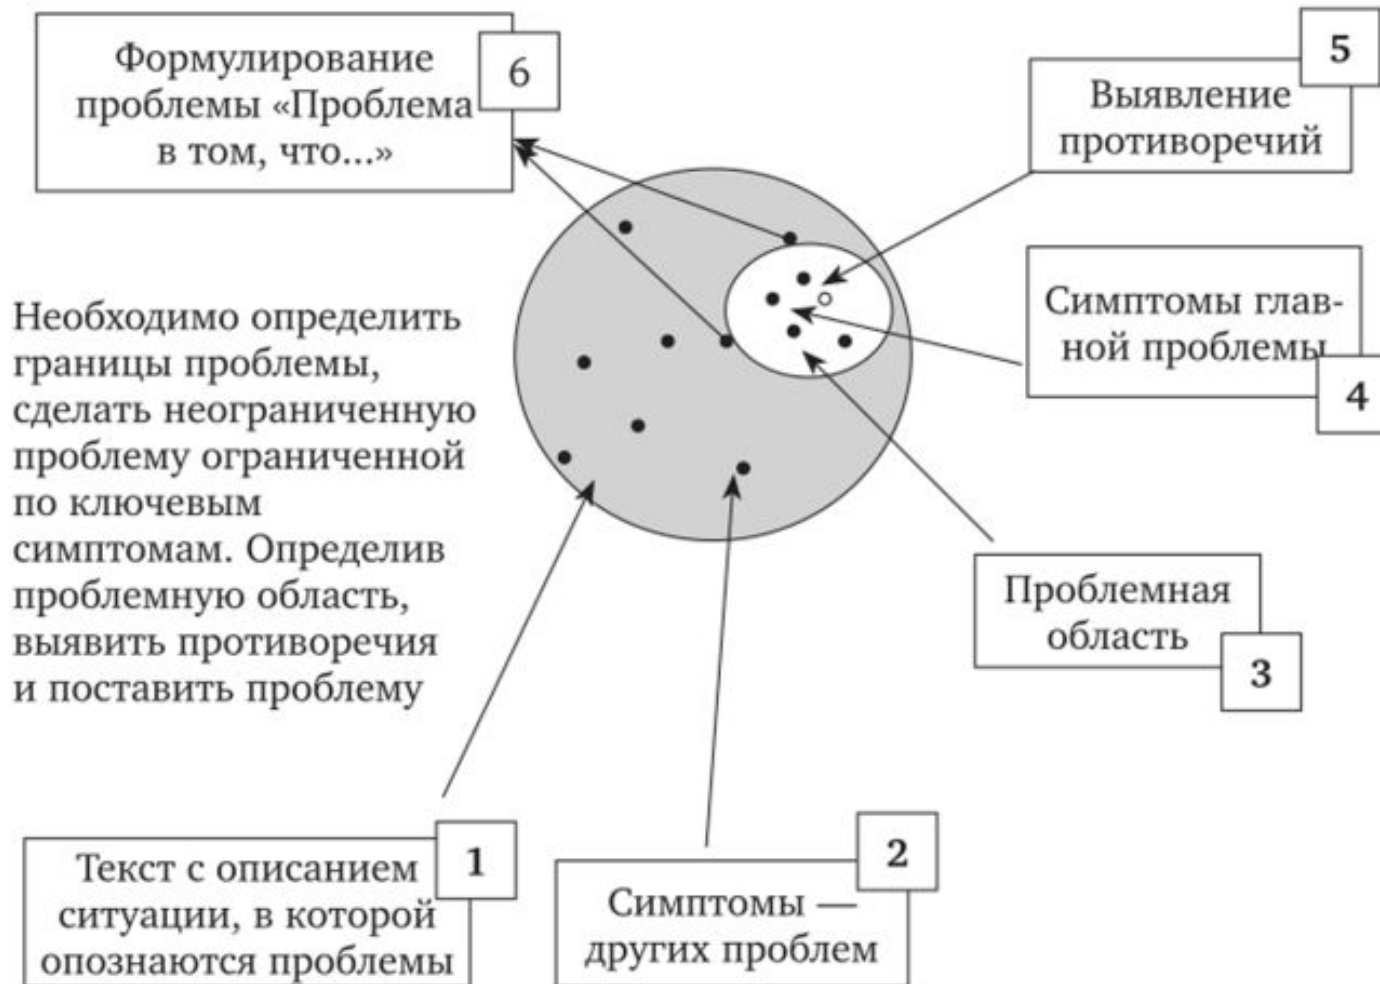 Формулирование
проблемы «Проблема
в том, что...»
6
5
Выявление
противоречий
Симптомы глав-
ной проблемы
4
Необходимо определить
границы проблемы,
сделать неограниченную
проблему ограниченной
по ключевым
симптомам. Определив
проблемную область,
выявить противоречия
и поставить проблему
Проблемная
область
3
1
Текст с описанием
ситуации, в которой
опознаются проблемы
2
Симптомы —
других проблем